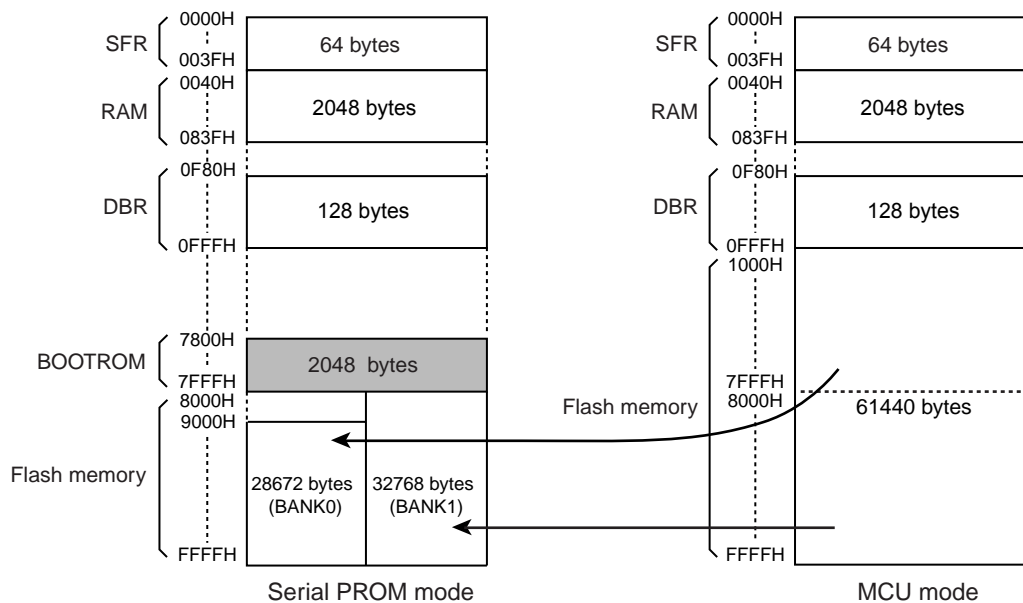 0000H
SFR
64 bytes
003FH
0040H
RAM
2048 bytes
083FH
0F80H
DBR
128 bytes
0FFFH
7800H
BOOTROM
2048 bytes
7FFFH
8000H
9000H
Flash memory
28672 bytes
(BANK0)
32768 bytes
(BANK1)
FFFFH
Serial PROM mode
0000H
SFR
64 bytes
003FH
0040H
RAM
2048 bytes
083FH
0F80H
DBR
128 bytes
0FFFH
1000H
7FFFH
8000H
Flash memory
61440 bytes
FFFFH
MCU mode